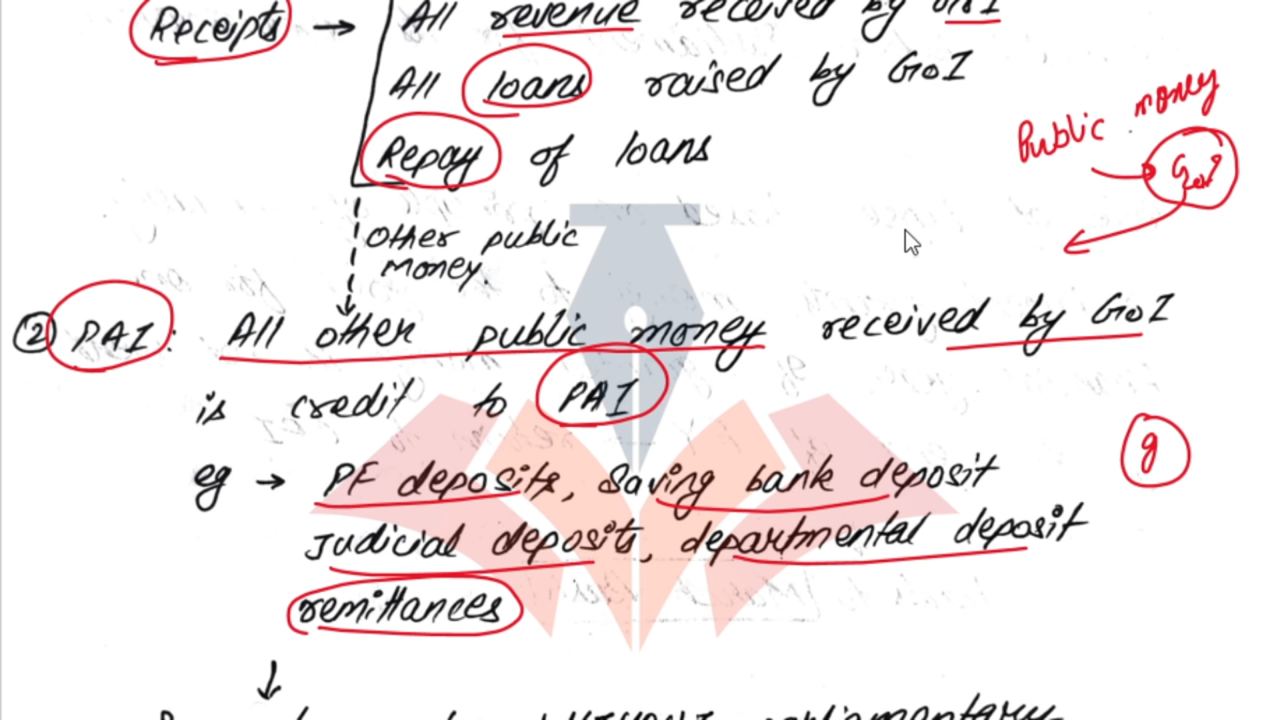 Receipts → All revenue received by GoI
All loans raised by GoI
Repay of loans
Public money
Govt
Other public
money.
② PAI: All other public money received by GoI
is credit to PAI
eg → PF deposits, Saving bank deposit
Judicial deposits, departmental deposit
remittances